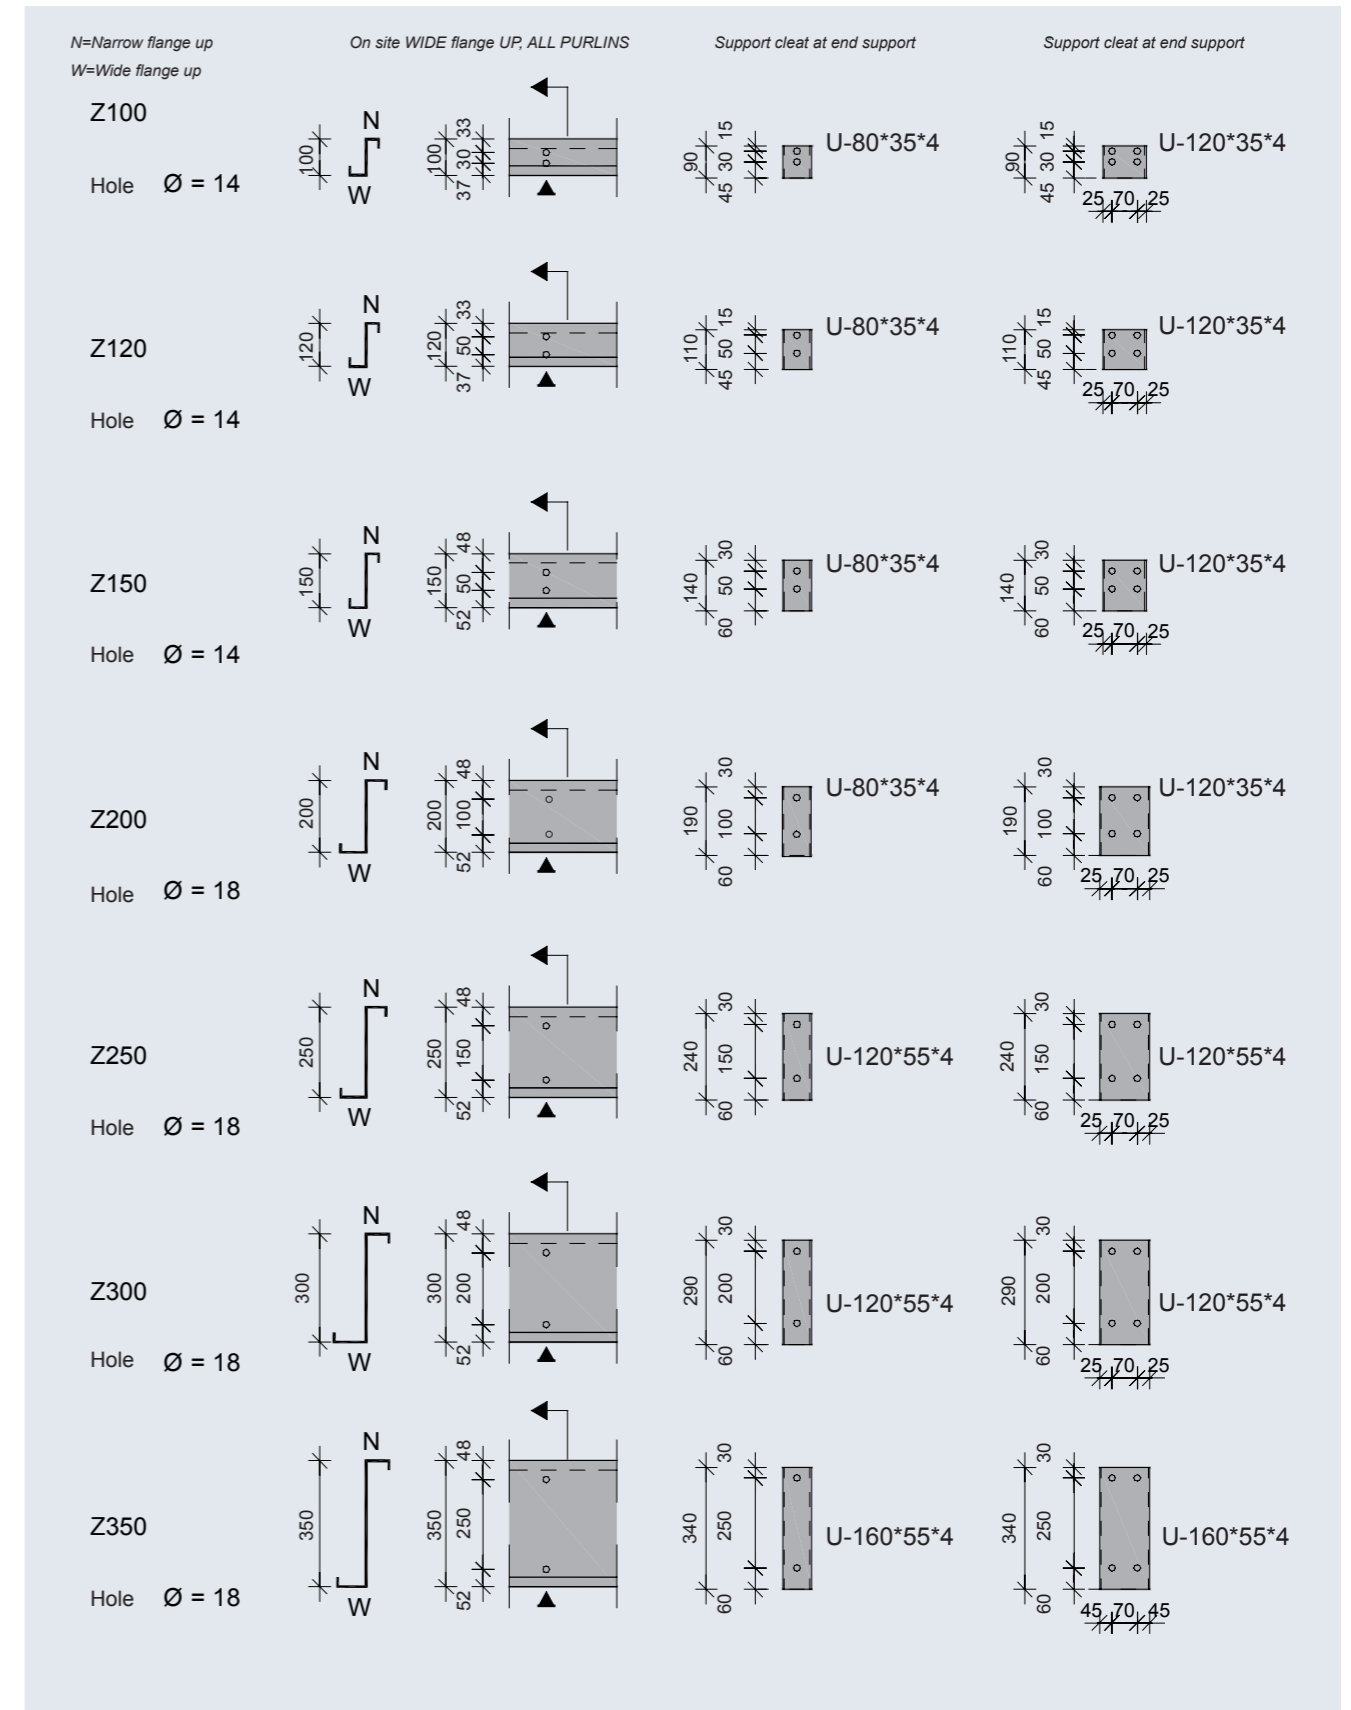 N=Narrow flange up
W=Wide flange up
On site WIDE flange UP, ALL PURLINS
Support cleat at end support
Support cleat at end support
Z100
Hole Ø = 14
100
N
W
100
33
30
37
90
15
30
45
U-80*35*4
90
15
30
45
U-120*35*4
25 70 25
Z120
Hole Ø = 14
120
N
W
120
33
50
37
110
15
50
45
U-80*35*4
110
15
50
45
U-120*35*4
25 70 25
Z150
Hole Ø = 14
150
N
W
150
48
50
52
140
30
50
60
U-80*35*4
140
30
50
60
U-120*35*4
25 70 25
Z200
Hole Ø = 18
200
N
W
200
48
100
52
190
30
100
60
U-80*35*4
190
30
100
60
U-120*35*4
25 70 25
Z250
Hole Ø = 18
250
N
W
250
48
150
52
240
30
150
60
U-120*55*4
240
30
150
60
U-120*55*4
25 70 25
Z300
Hole Ø = 18
300
N
W
300
48
200
52
290
30
200
60
U-120*55*4
290
30
200
60
U-120*55*4
25 70 25
Z350
Hole Ø = 18
350
N
W
350
48
250
52
340
30
250
60
U-160*55*4
340
30
250
60
U-160*55*4
45 70 45